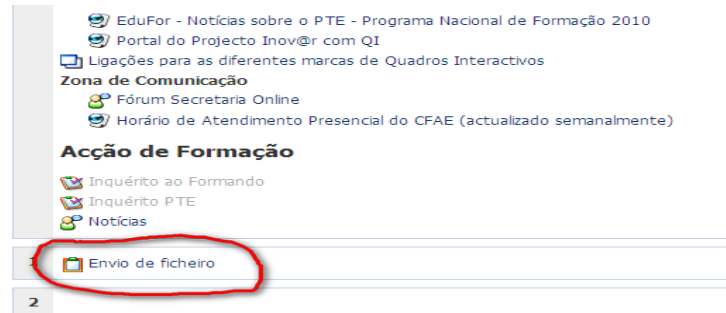 EduFor - Notícias sobre o PTE - Programa Nacional de Formação 2010
Portal do Projecto Inov@r com QI
Ligações para as diferentes marcas de Quadros Interactivos
Zona de Comunicação
Fórum Secretaria Online
Horário de Atendimento Presencial do CFAE (actualizado semanalmente)
Acção de Formação
Inquérito ao Formando
Inquérito PTE
Notícias
1 Envio de ficheiro
2